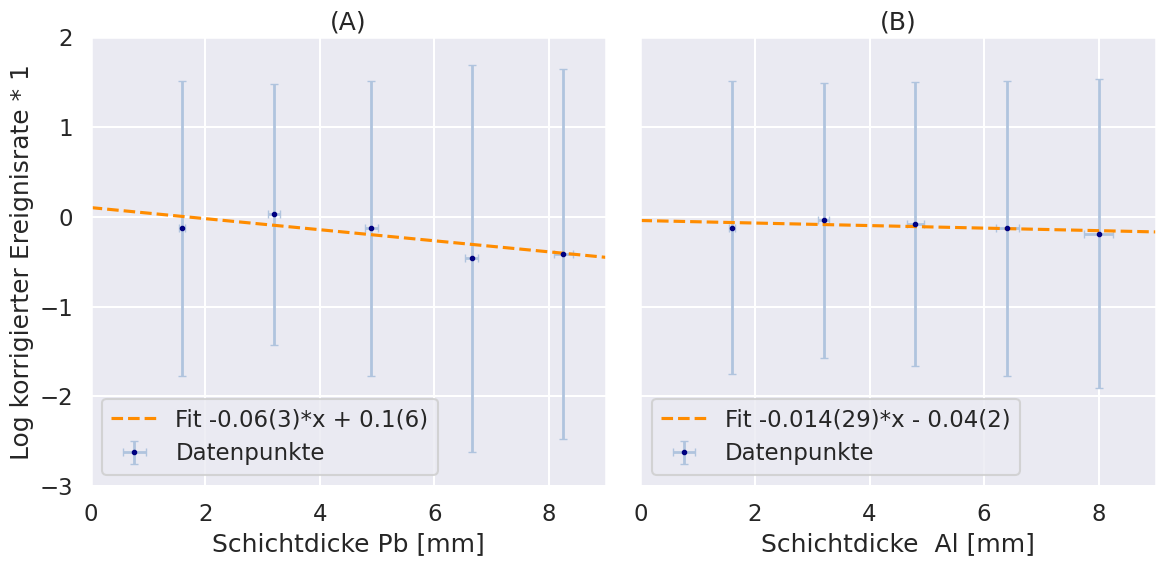 (A)
(B)
Log korrigierter Ereignisrate * 1
2
1
0
−1
−2
−3
Fit -0.06(3)*x + 0.1(6)
Datenpunkte
Fit -0.014(29)*x - 0.04(2)
Datenpunkte
0 2 4 6 8
0 2 4 6 8
Schichtdicke Pb [mm]
Schichtdicke  Al [mm]